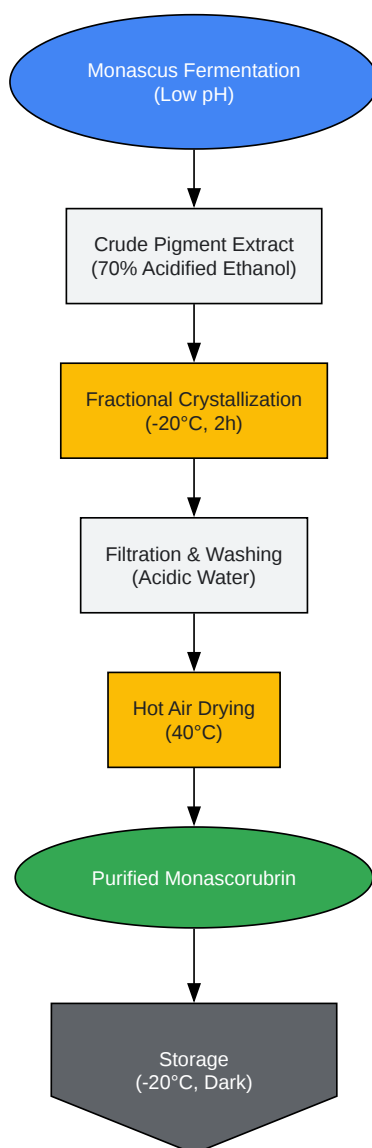 Monascus Fermentation
(Low pH)
Crude Pigment Extract
(70% Acidified Ethanol)
Fractional Crystallization
(-20°C, 2h)
Filtration & Washing
(Acidic Water)
Hot Air Drying
(40°C)
Purified Monascorubrin
Storage
(-20°C, Dark)